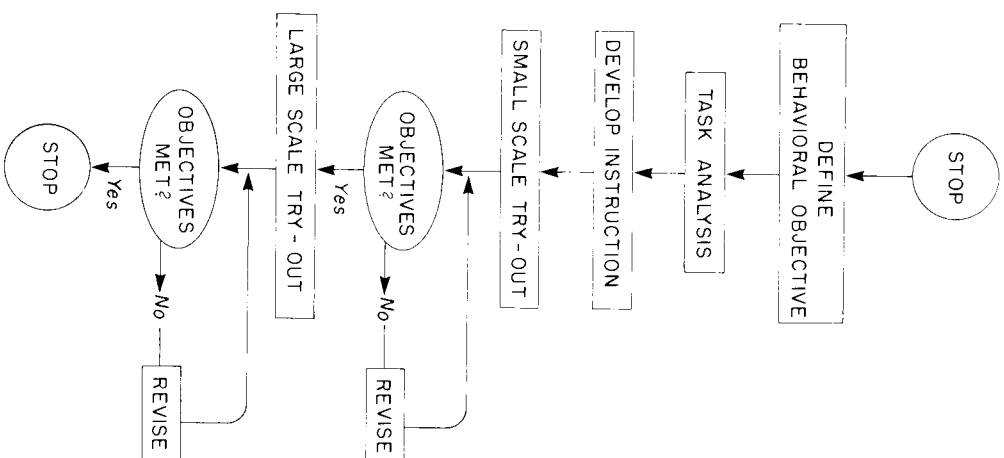 STOP
DEFINE
BEHAVIORAL OBJECTIVE
TASK ANALYSIS
DEVELOP INSTRUCTION
SMALL SCALE TRY-OUT
OBJECTIVES
MET?
No
REVISE
Yes
LARGE SCALE TRY-OUT
OBJECTIVES
MET?
No
REVISE
Yes
STOP